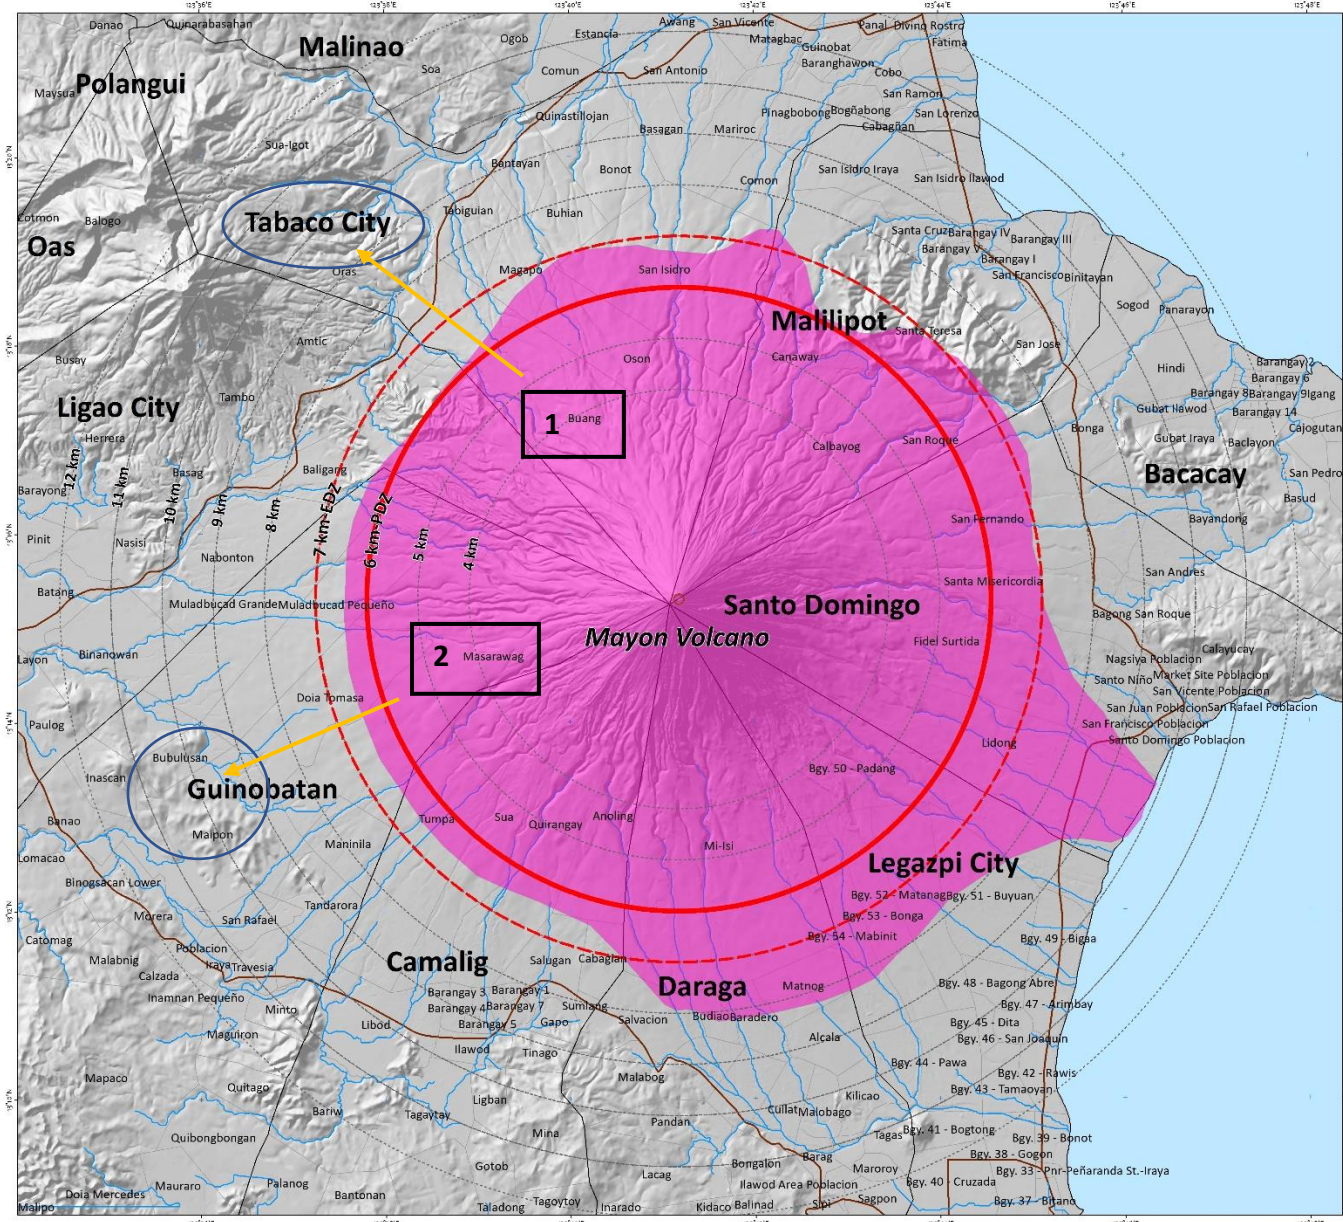 123°36'E
123°38'E
123°40'E
123°42'E
123°44'E
123°46'E
123°48'E
Danao
Quinarabasahan
Malinao
Ogob
Estancia
Awang
San Vicente
Matagbac
Panal
Divino Rostro
Guinobat
Fatima
Baranghawon
Soa
Comun
San Antonio
Cobo
Polangui
Maysua
San Ramon
Quinastillojan
Pinagbobong
Bogñabong
San Lorenzo
Basagan
Mariroc
Cabagñan
Sua-Igot
Bantayan
Bonot
Comon
San Isidro Iraya
San Isidro Ilawod
Cotmon
Balogo
Tabaco City
Tabiguian
Buhian
Santa Cruz
Barangay IV
Barangay III
Oas
Barangay V
Barangay I
Oras
Magapo
San Isidro
San Francisco
Binitayan
Sogod
Panarayon
Malilipot
Santa Teresa
San Jose
Busay
Amtic
Oson
Canaway
Hindi
Barangay 2
Barangay 6
Ligao City
Tambo
Barangay 8
Barangay 9
Igang
Gubat Ilawod
Barangay 14
1
Buang
Bonga
Cajogutan
Herrera
Calbayog
San Roque
Gubat Iraya
Baclayon
12 km
11 km
10 km
9 km
8 km
7 km-EDZ
6 km-PDZ
5 km
4 km
Basag
Baligang
Bacacay
San Pedro
Barayong
Basud
San Fernando
Bayandong
Pinit
Nasisi
Nabonton
San Andres
Batang
Muladbucad Grande
Muladbucad Pequeño
Santa Misericordia
Santo Domingo
Bagong San Roque
Mayon Volcano
Fidel Surtida
Layon
Binanowan
2
Masarawag
Calayucay
Nagsiya Poblacion
Santo Niño
Market Site Poblacion
San Vicente Poblacion
Doia Tomasa
San Juan Poblacion
San Rafael Poblacion
Paulog
San Francisco Poblacion
Lidong
Santo Domingo Poblacion
Bubulusan
Inascan
Bgy. 50 - Padang
Guinobatan
Banao
Tumpa
Sua
Quirangay
Anoling
Maipon
Maninila
Mi-Isi
Lomacao
Legazpi City
Binogsacan Lower
Bgy. 52 - Matanag
Bgy. 51 - Buyuan
Tandarora
Morera
San Rafael
Bgy. 53 - Bonga
Catomag
Bgy. 54 - Mabinit
Bgy. 49 - Bigaa
Poblacion
Malabnig
Iraya
Travesia
Camalig
Salugan
Cabagñan
Calzada
Bgy. 48 - Bagong Abre
Inamnan Pequeño
Barangay 3
Barangay 1
Daraga
Matnog
Minto
Barangay 4
Barangay 7
Sumlang
Bgy. 47 - Arimbay
Libod
Barangay 5
Gapo
Salvacion
Budiao
Baradero
Bgy. 45 - Dita
Maguiron
Alcala
Bgy. 46 - San Joaquin
Ilawod
Tinago
Bgy. 44 - Pawa
Mapaco
Malabog
Bgy. 42 - Rawis
Quitago
Bgy. 43 - Tamaoyan
Ligban
Kilicao
Bariw
Tagaytay
Cullat
Malobago
Pandan
Quibongbongan
Mina
Tagas
Bgy. 41 - Bogtong
Bgy. 39 - Bonot
Gotob
Bongalon
Barag
Bgy. 38 - Gogon
Lacag
Maroroy
Bgy. 33 - Pnr-Peñaranda St.-Iraya
Mauraro
Palanog
Ilawod Area Poblacion
Bgy. 40 - Cruzada
Doia Mercedes
Bantonan
Tagoytoy
Sagpon
Malipo
Taladong
Inarado
Kidaco
Balinad
Sipi
Bgy. 37 - Bitano